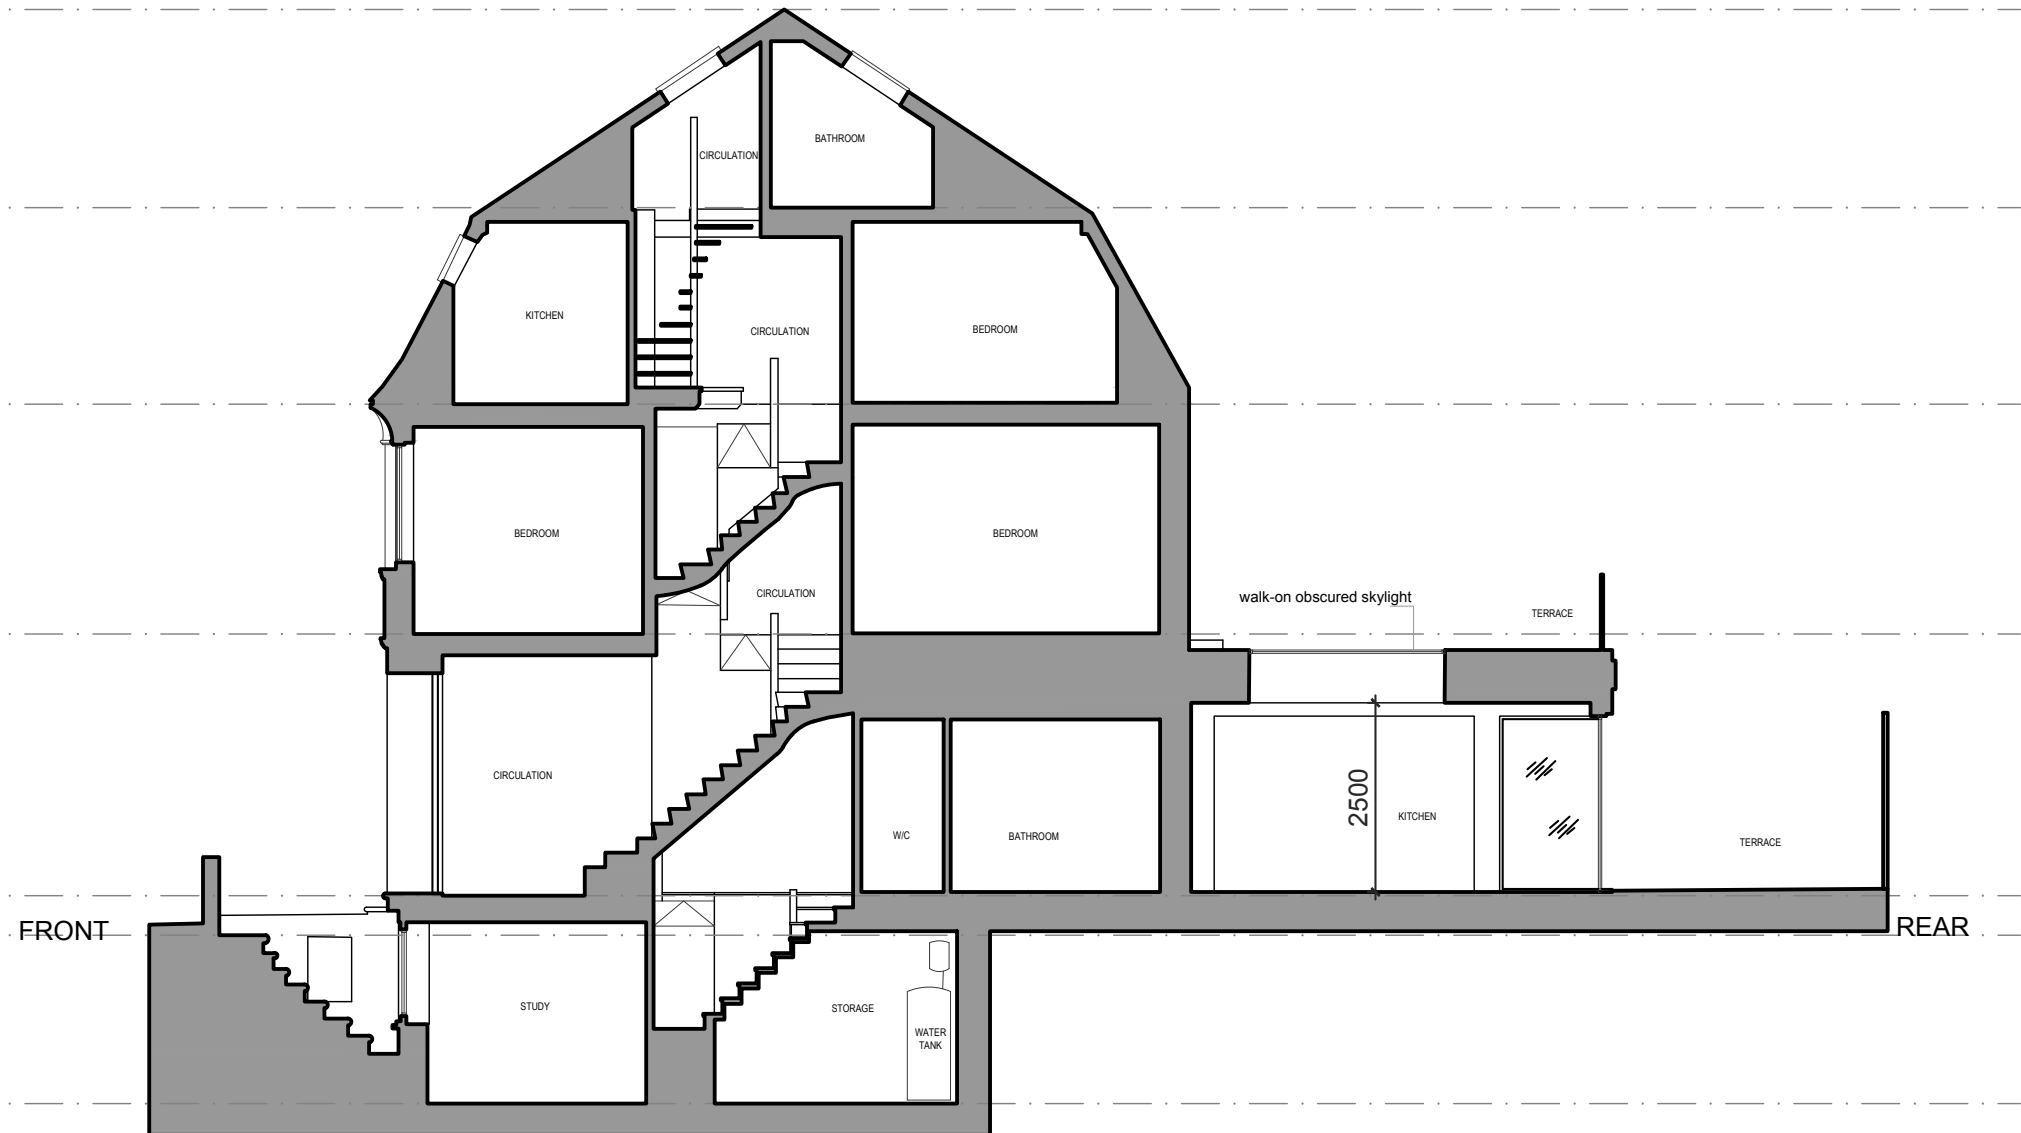 BATHROOM
CIRCULATION
KITCHEN
CIRCULATION
BEDROOM
BEDROOM
BEDROOM
CIRCULATION
walk-on obscured skylight
TERRACE
CIRCULATION
2500
KITCHEN
W/C
BATHROOM
TERRACE
FRONT
REAR
STUDY
STORAGE
WATER
TANK